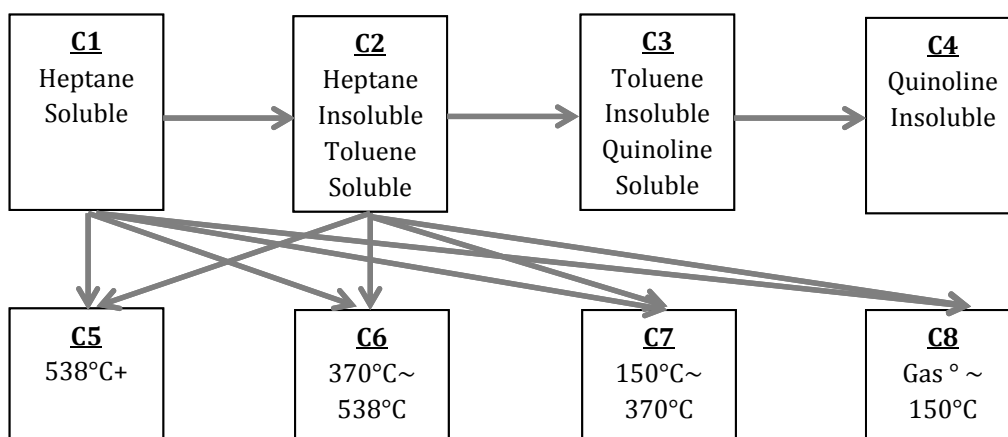 C1
Heptane
Soluble
C2
Heptane
Insoluble
Toluene
Soluble
C3
Toluene
Insoluble
Quinoline
Soluble
C4
Quinoline
Insoluble
C5
538°C+
C6
370°C~
538°C
C7
150°C~
370°C
C8
Gas ° ~
150°C